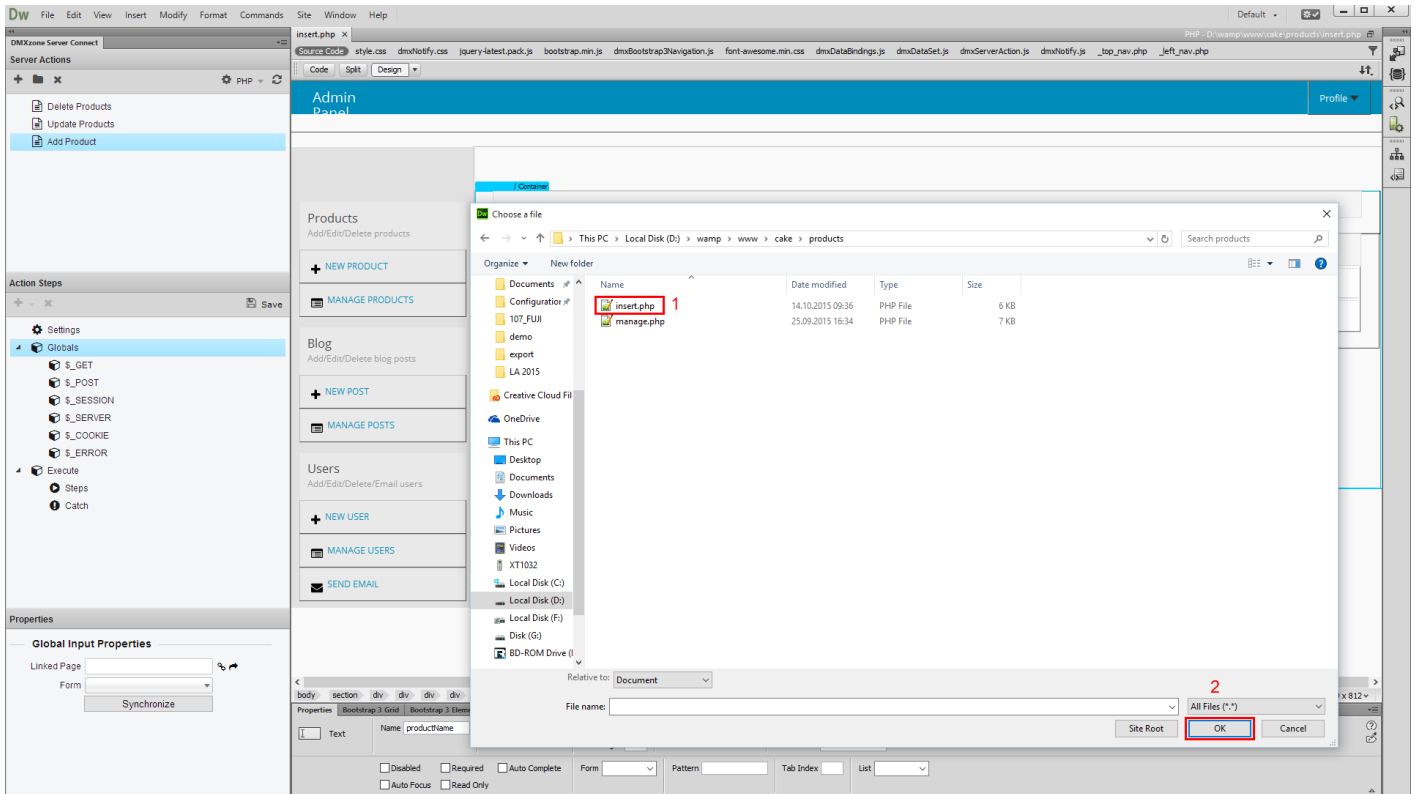 Dw File Edit View Insert Modify Format Commands Site Window Help Default
DMXzone Server Connect
Server Actions
PHP
Delete Products
Update Products
Add Product
Action Steps
Save
Settings
Globals
$_GET
$_POST
$_SESSION
$_SERVER
$_COOKIE
$_ERROR
Execute
Steps
Catch
Properties
Global Input Properties
Linked Page
Form
Synchronize
insert.php × PHP - D:\wamp\www\cake\products\insert.php
Source Code style.css dmxNotify.css jquery-latest.pack.js bootstrap.min.js dmxBootstrap3Navigation.js font-awesome.min.css dmxDataBindings.js dmxDataSet.js dmxServerAction.js dmxNotify.js _top_nav.php _left_nav.php
Code Split Design
Admin
Panel
Profile
Container
Products
Add/Edit/Delete products
NEW PRODUCT
MANAGE PRODUCTS
Blog
Add/Edit/Delete blog posts
NEW POST
MANAGE POSTS
Users
Add/Edit/Delete/Email users
NEW USER
MANAGE USERS
SEND EMAIL
Dw Choose a file
This PC > Local Disk (D:) > wamp > www > cake > products
Search products
Organize New folder
Documents
Configuration
107_FUJI
demo
export
LA 2015
Creative Cloud Fil
OneDrive
This PC
Desktop
Documents
Downloads
Music
Pictures
Videos
XT1032
Local Disk (C:)
Local Disk (D:)
Local Disk (F:)
Disk (G:)
BD-ROM Drive (
Name Date modified Type Size
insert.php 1 14.10.2015 09:36 PHP File 6 KB
manage.php 25.09.2015 16:34 PHP File 7 KB
Relative to: Document
2
File name: All Files (*.*)
Site Root OK Cancel
body section div div div div
x 812
Properties Bootstrap 3 Grid Bootstrap 3 Eleme
Text Name productName
Disabled Required Auto Complete Form Pattern Tab Index List
Auto Focus Read Only